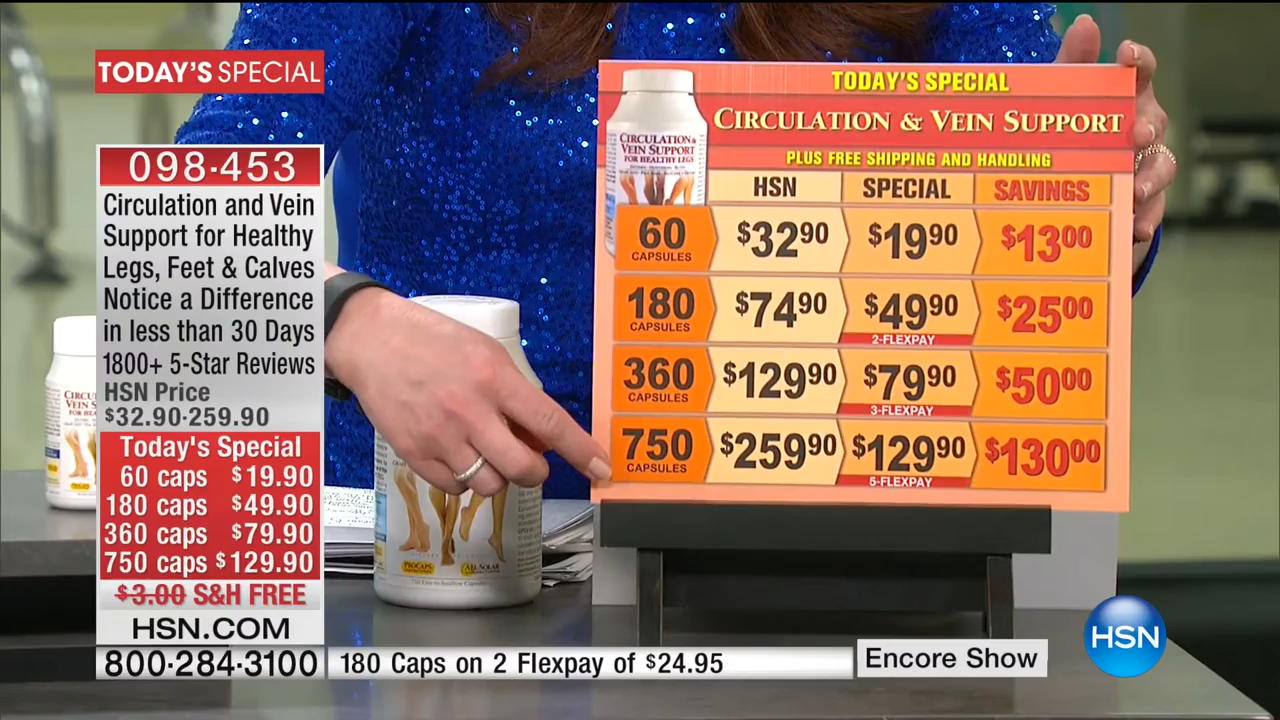 TODAY'S SPECIAL
098·453
Circulation and Vein
Support for Healthy
Legs, Feet & Calves
Notice a Difference
in less than 30 Days
1800+ 5-Star Reviews
HSN Price
$32.90-259.90
Today's Special
60 caps $19.90
180 caps $49.90
360 caps $79.90
750 caps $129.90
$3.00 S&H FREE
HSN.COM
800·284·3100
180 Caps on 2 Flexpay of $24.95
Encore Show
HSN
TODAY'S SPECIAL
CIRCULATION & VEIN SUPPORT
PLUS FREE SHIPPING AND HANDLING
HSN SPECIAL SAVINGS
60 CAPSULES $32.90 $19.90 $13.00
180 CAPSULES $74.90 $49.90 $25.00
2-FLEXPAY
360 CAPSULES $129.90 $79.90 $50.00
3-FLEXPAY
750 CAPSULES $259.90 $129.90 $130.00
5-FLEXPAY
CIRCULATION &
VEIN SUPPORT
FOR HEALTHY LEGS
PROCAPS
ANDREW